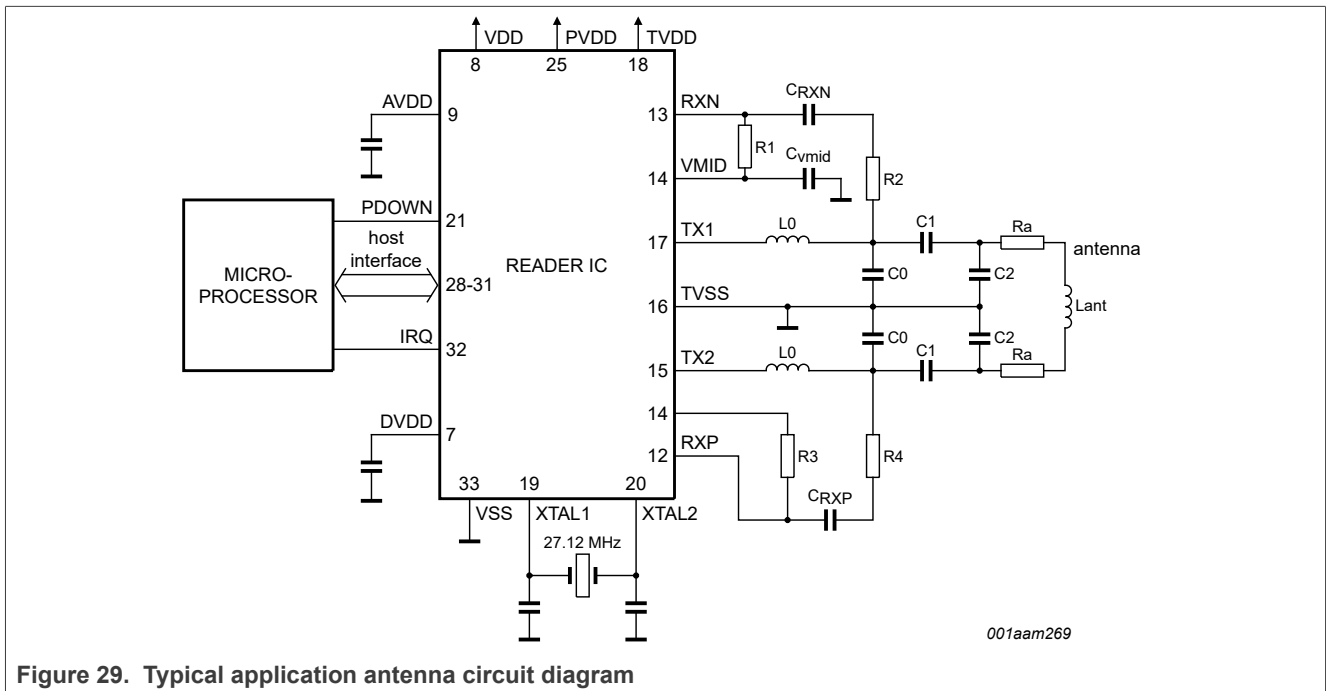 VDD
PVDD
TVDD
8
25
18
AVDD
9
13
RXN
CRXN
R1
VMID
14
Cvmid
R2
PDOWN
21
host
interface
28-31
MICRO-
PROCESSOR
READER IC
IRQ
32
17
TX1
L0
C1
Ra
antenna
C0
C2
16
TVSS
Lant
C0
C2
15
TX2
L0
C1
Ra
14
12
RXP
R3
R4
CRXP
DVDD
7
33
19
20
VSS
XTAL1
XTAL2
27.12 MHz
001aam269
Figure 29. Typical application antenna circuit diagram